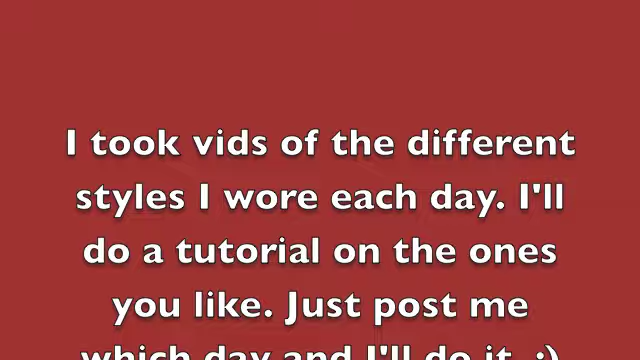 I took vids of the different
styles I wore each day. I'll
do a tutorial on the ones
you like. Just post me
which day and I'll do it. :)